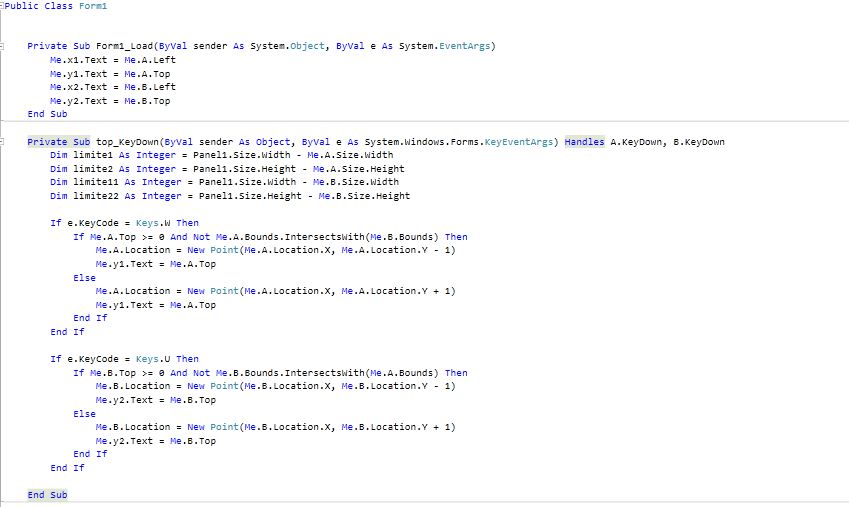 Public Class Form1
Private Sub Form1_Load(ByVal sender As System.Object, ByVal e As System.EventArgs)
Me.x1.Text = Me.A.Left
Me.y1.Text = Me.A.Top
Me.x2.Text = Me.B.Left
Me.y2.Text = Me.B.Top
End Sub
Private Sub top_KeyDown(ByVal sender As Object, ByVal e As System.Windows.Forms.KeyEventArgs) Handles A.KeyDown, B.KeyDown
Dim limite1 As Integer = Panel1.Size.Width - Me.A.Size.Width
Dim limite2 As Integer = Panel1.Size.Height - Me.A.Size.Height
Dim limite11 As Integer = Panel1.Size.Width - Me.B.Size.Width
Dim limite22 As Integer = Panel1.Size.Height - Me.B.Size.Height
If e.KeyCode = Keys.W Then
If Me.A.Top >= 0 And Not Me.A.Bounds.IntersectsWith(Me.B.Bounds) Then
Me.A.Location = New Point(Me.A.Location.X, Me.A.Location.Y - 1)
Me.y1.Text = Me.A.Top
Else
Me.A.Location = New Point(Me.A.Location.X, Me.A.Location.Y + 1)
Me.y1.Text = Me.A.Top
End If
End If
If e.KeyCode = Keys.U Then
If Me.B.Top >= 0 And Not Me.B.Bounds.IntersectsWith(Me.A.Bounds) Then
Me.B.Location = New Point(Me.B.Location.X, Me.B.Location.Y - 1)
Me.y2.Text = Me.B.Top
Else
Me.B.Location = New Point(Me.B.Location.X, Me.B.Location.Y + 1)
Me.y2.Text = Me.B.Top
End If
End If
End Sub